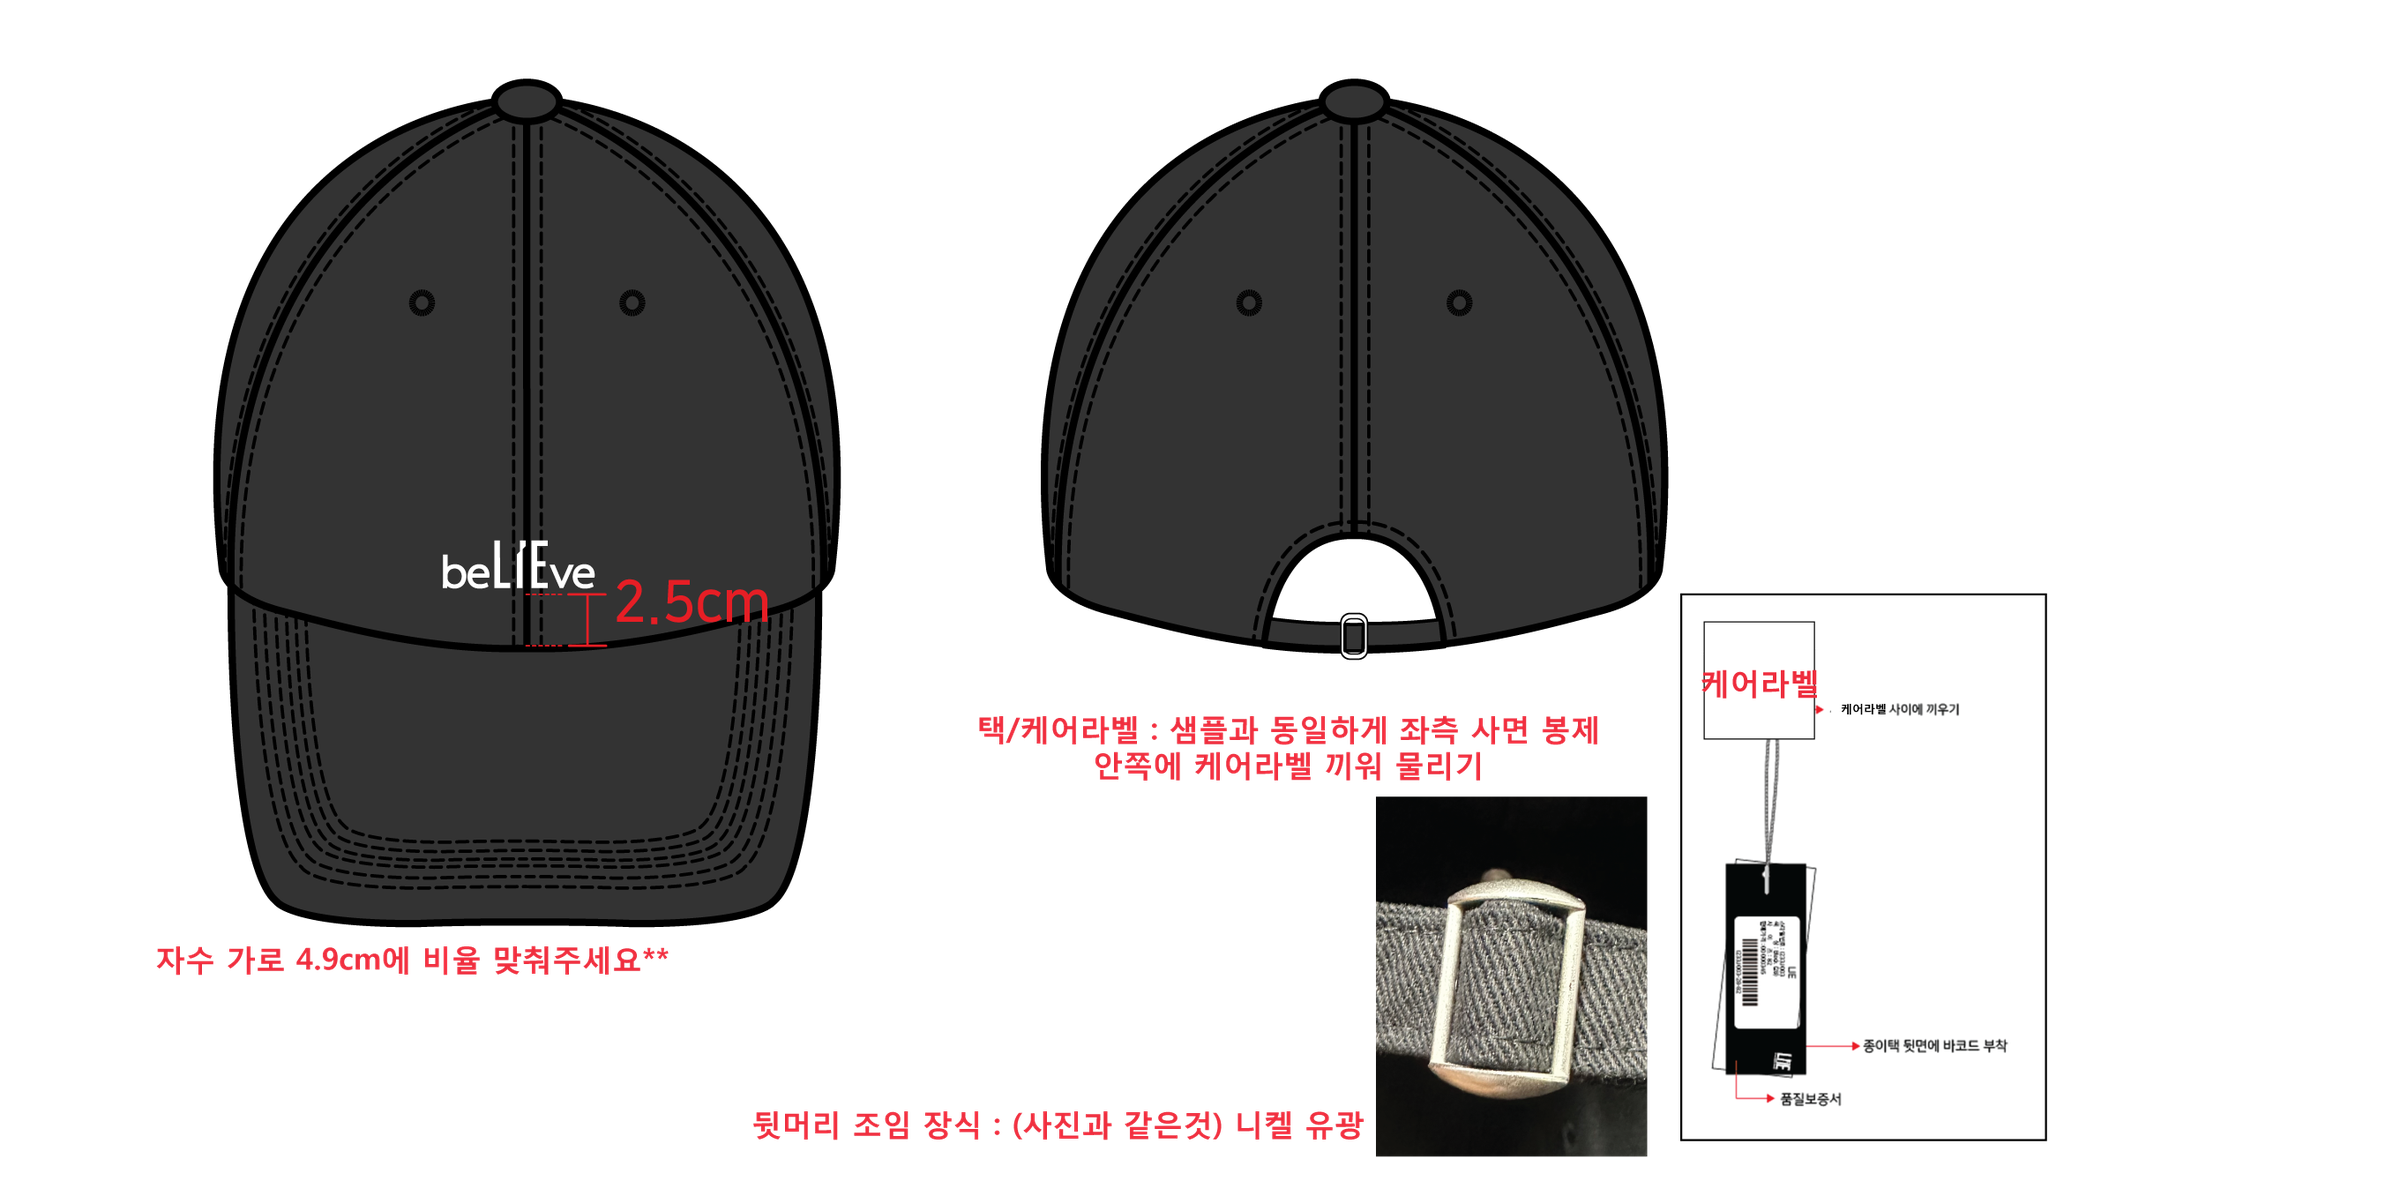 beLIEve
2.5cm
자수 가로 4.9cm에 비율 맞춰주세요**
택/케어라벨 : 샘플과 동일하게 좌측 사면 봉제
안쪽에 케어라벨 끼워 물리기
뒷머리 조임 장식 : (사진과 같은것) 니켈 유광
케어라벨
케어라벨 사이에 끼우기
LIE
LIE
종이택 뒷면에 바코드 부착
품질보증서